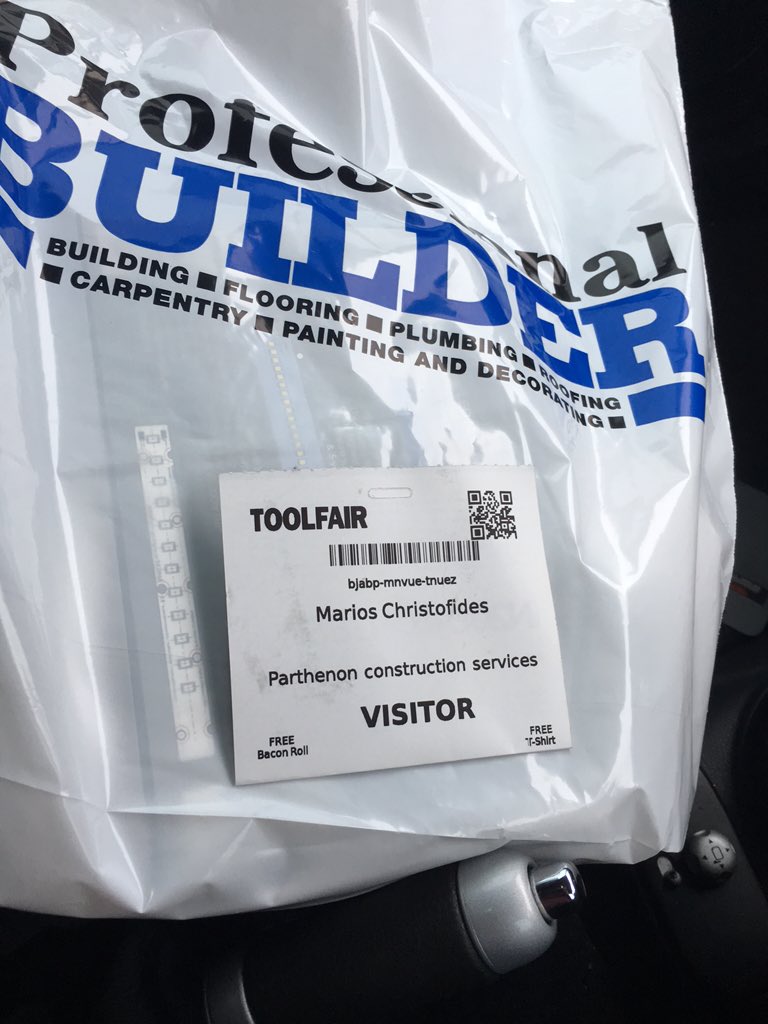 Professional
BUILDER
BUILDING ■ FLOORING ■ PLUMBING ■ ROOFING
■ CARPENTRY ■ PAINTING AND DECORATING ■
TOOLFAIR
bjabp-mnvue-tnuez
Marios Christofides
Parthenon construction services
VISITOR
FREE
Bacon Roll
FREE
T-Shirt